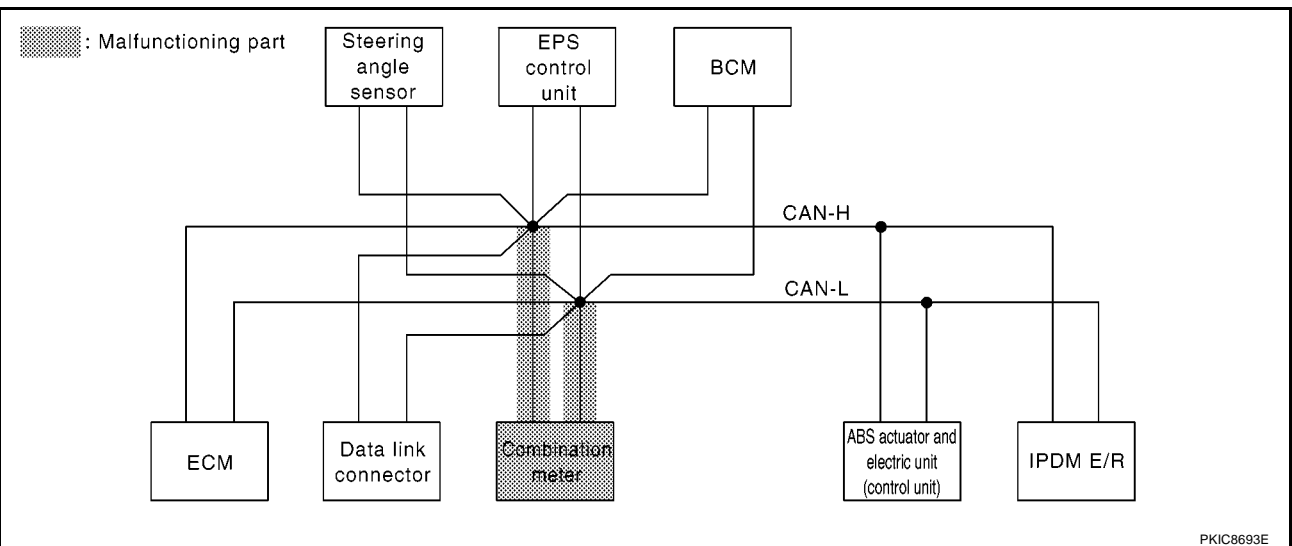 : Malfunctioning part
Steering
angle
sensor
EPS
control
unit
BCM
CAN-H
CAN-L
ECM
Data link
connector
Combination
meter
ABS actuator and
electric unit
(control unit)
IPDM E/R
PKIC8693E